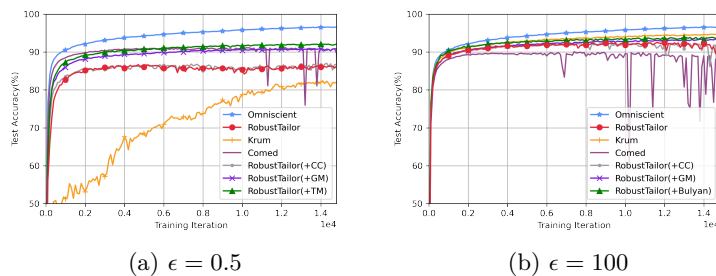 100
90
80
70
60
50
Test Accuracy(%)
0.0 0.2 0.4 0.6 0.8 1.0 1.2 1.4
Training Iteration
1e4
Omniscient
RobustTailor
Krum
Comed
RobustTailor(+CC)
RobustTailor(+GM)
RobustTailor(+TM)
(a) ϵ = 0.5
100
90
80
70
60
50
Test Accuracy(%)
0.0 0.2 0.4 0.6 0.8 1.0 1.2 1.4
Training Iteration
1e4
Omniscient
RobustTailor
Krum
Comed
RobustTailor(+CC)
RobustTailor(+GM)
RobustTailor(+Bulyan)
(b) ϵ = 100